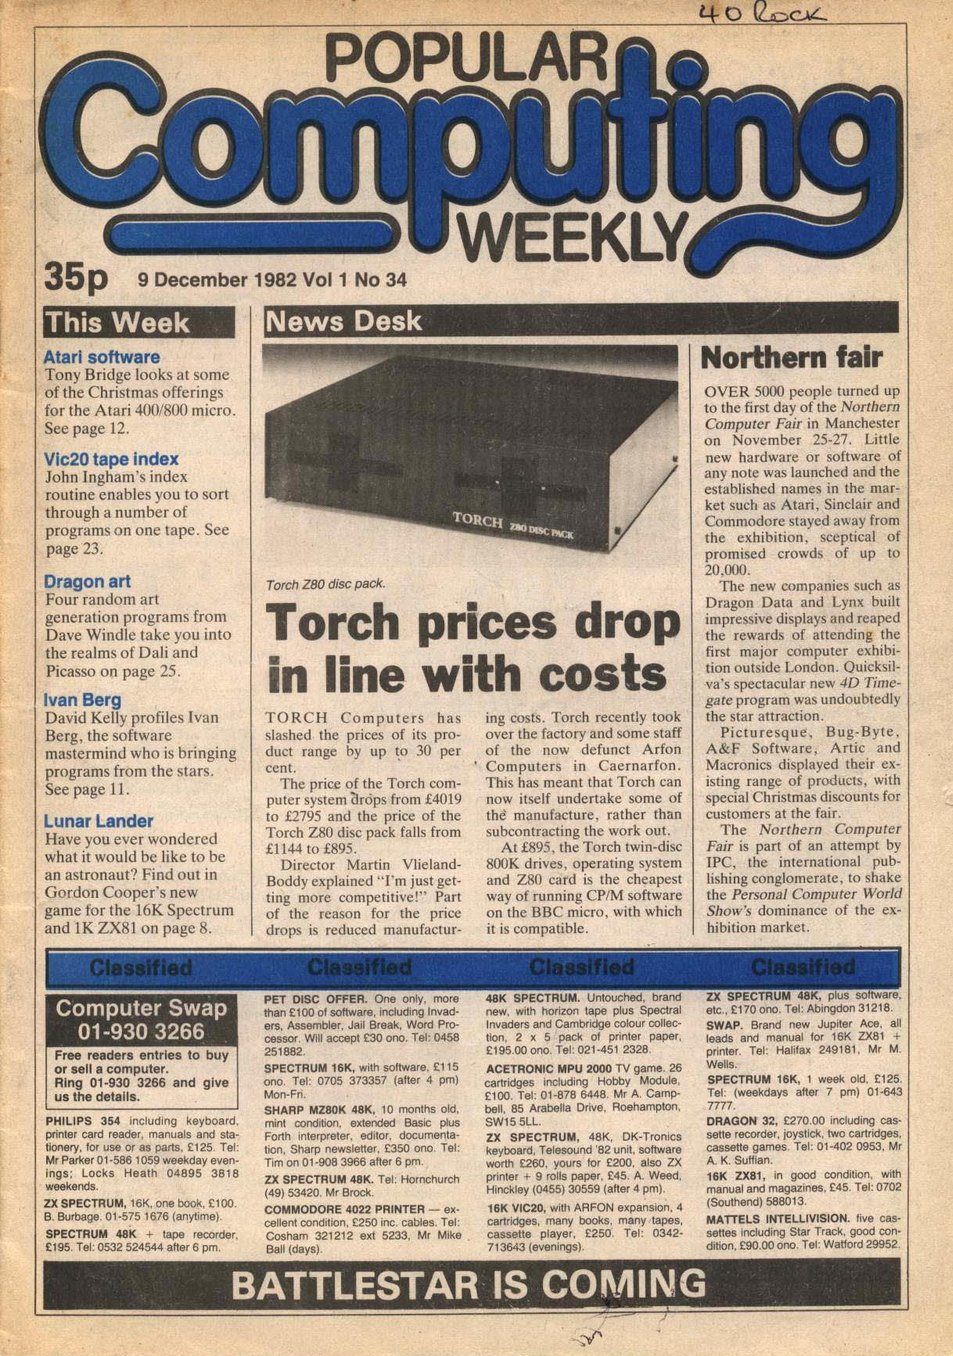 40 Rock
POPULAR
Computing
WEEKLY
35p
9 December 1982 Vol 1 No 34
This Week
Atari software
Tony Bridge looks at some
of the Christmas offerings
for the Atari 400/800 micro.
See page 12.
Vic20 tape index
John Ingham's index
routine enables you to sort
through a number of
programs on one tape. See
page 23.
Dragon art
Four random art
generation programs from
Dave Windle take you into
the realms of Dali and
Picasso on page 25.
Ivan Berg
David Kelly profiles Ivan
Berg, the software
mastermind who is bringing
programs from the stars.
See page 11.
Lunar Lander
Have you ever wondered
what it would be like to be
an astronaut? Find out in
Gordon Cooper's new
game for the 16K Spectrum
and 1K ZX81 on page 8.
News Desk
TORCH Z80 DISC PACK
Torch Z80 disc pack.
Torch prices drop
in line with costs
TORCH Computers has
slashed the prices of its pro-
duct range by up to 30 per
cent.
The price of the Torch com-
puter system drops from £4019
to £2795 and the price of the
Torch Z80 disc pack falls from
£1144 to £895.
Director Martin Vlieland-
Boddy explained "I'm just get-
ting more competitive!" Part
of the reason for the price
drops is reduced manufactur-
ing costs. Torch recently took
over the factory and some staff
of the now defunct Arfon
Computers in Caernarfon.
This has meant that Torch can
now itself undertake some of
the manufacture, rather than
subcontracting the work out.
At £895, the Torch twin-disc
800K drives, operating system
and Z80 card is the cheapest
way of running CP/M software
on the BBC micro, with which
it is compatible.
Northern fair
OVER 5000 people turned up
to the first day of the Northern
Computer Fair in Manchester
on November 25-27. Little
new hardware or software of
any note was launched and the
established names in the mar-
ket such as Atari, Sinclair and
Commodore stayed away from
the exhibition, sceptical of
promised crowds of up to
20,000.
The new companies such as
Dragon Data and Lynx built
impressive displays and reaped
the rewards of attending the
first major computer exhibi-
tion outside London. Quicksil-
va's spectacular new 4D Time-
gate program was undoubtedly
the star attraction.
Picturesque, Bug-Byte,
A&F Software, Artic and
Macronics displayed their ex-
isting range of products, with
special Christmas discounts for
customers at the fair.
The Northern Computer
Fair is part of an attempt by
IPC, the international pub-
lishing conglomerate, to shake
the Personal Computer World
Show's dominance of the ex-
hibition market.
Classified Classified Classified Classified
Computer Swap
01-930 3266
Free readers entries to buy
or sell a computer.
Ring 01-930 3266 and give
us the details.
PHILIPS 354 including keyboard,
printer card reader, manuals and sta-
tionery, for use or as parts, £125. Tel:
Mr Parker 01-586 1059 weekday even-
ings; Locks Heath 04895 3818
weekends.
ZX SPECTRUM, 16K, one book, £100.
B. Burbage. 01-575 1676 (anytime).
SPECTRUM 48K + tape recorder,
£195. Tel: 0532 524544 after 6 pm.
PET DISC OFFER. One only, more
than £100 of software, including Invad-
ers, Assembler, Jail Break, Word Pro-
cessor. Will accept £30 ono. Tel: 0458
251882.
SPECTRUM 16K, with software, £115
ono. Tel: 0705 373357 (after 4 pm)
Mon-Fri.
SHARP MZ80K 48K, 10 months old,
mint condition, extended Basic plus
Forth interpreter, editor, documenta-
tion, Sharp newsletter, £350 ono. Tel:
Tim on 01-908 3966 after 6 pm.
ZX SPECTRUM 48K. Tel: Hornchurch
(49) 53420. Mr Brock.
COMMODORE 4022 PRINTER — ex-
cellent condition, £250 inc. cables. Tel:
Cosham 321212 ext 5233, Mr Mike
Ball (days).
48K SPECTRUM. Untouched, brand
new, with horizon tape plus Spectral
Invaders and Cambridge colour collec-
tion, 2 x 5 pack of printer paper,
£195.00 ono. Tel: 021-451 2328.
ACETRONIC MPU 2000 TV game. 26
cartridges including Hobby Module,
£100. Tel: 01-878 6448. Mr A. Camp-
bell, 85 Arabella Drive, Roehampton,
SW15 5LL.
ZX SPECTRUM, 48K, DK-Tronics
keyboard, Telesound '82 unit, software
worth £260, yours for £200, also ZX
printer + 9 rolls paper, £45. A. Weed,
Hinckley (0455) 30559 (after 4 pm).
16K VIC20, with ARFON expansion, 4
cartridges, many books, many tapes,
cassette player, £250. Tel: 0342-
713643 (evenings).
ZX SPECTRUM 48K, plus software,
etc., £170 ono. Tel: Abingdon 31218.
SWAP. Brand new Jupiter Ace, all
leads and manual for 16K ZX81 +
printer. Tel: Halifax 249181, Mr M.
Wells.
SPECTRUM 16K, 1 week old, £125.
Tel: (weekdays after 7 pm) 01-643
7777.
DRAGON 32, £270.00 including cas-
sette recorder, joystick, two cartridges,
cassette games. Tel: 01-402 0953, Mr
A. K. Suffian.
16K ZX81, in good condition, with
manual and magazines, £45. Tel: 0702
(Southend) 588013.
MATTELS INTELLIVISION. five cas-
settes including Star Track, good con-
dition, £90.00 ono. Tel: Watford 29952.
BATTLESTAR IS COMING